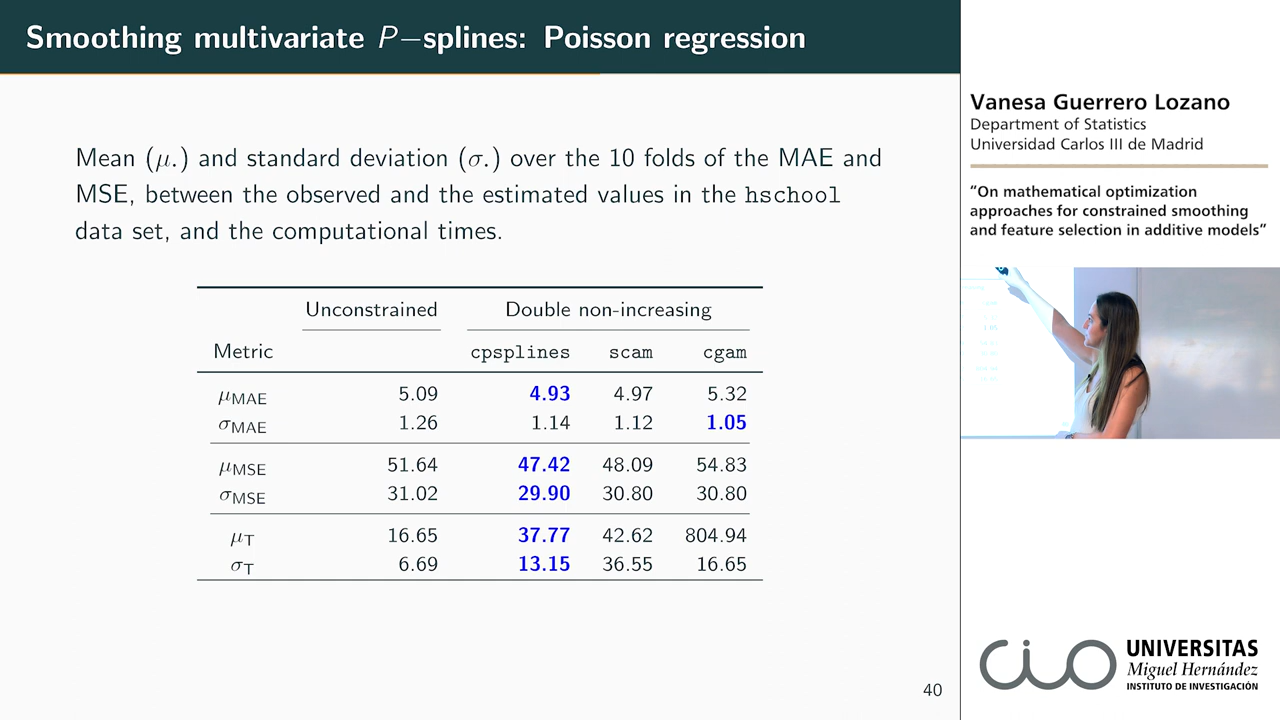 Smoothing multivariate P−splines: Poisson regression
Mean (μ.) and standard deviation (σ.) over the 10 folds of the MAE and
MSE, between the observed and the estimated values in the hschool
data set, and the computational times.
Unconstrained Double non-increasing
Metric cpsplines scam cgam
μMAE 5.09 4.93 4.97 5.32
σMAE 1.26 1.14 1.12 1.05
μMSE 51.64 47.42 48.09 54.83
σMSE 31.02 29.90 30.80 30.80
μT 16.65 37.77 42.62 804.94
σT 6.69 13.15 36.55 16.65
40
Vanesa Guerrero Lozano
Department of Statistics
Universidad Carlos III de Madrid
“On mathematical optimization
approaches for constrained smoothing
and feature selection in additive models”
cio
UNIVERSITAS
Miguel Hernández
INSTITUTO DE INVESTIGACIÓN